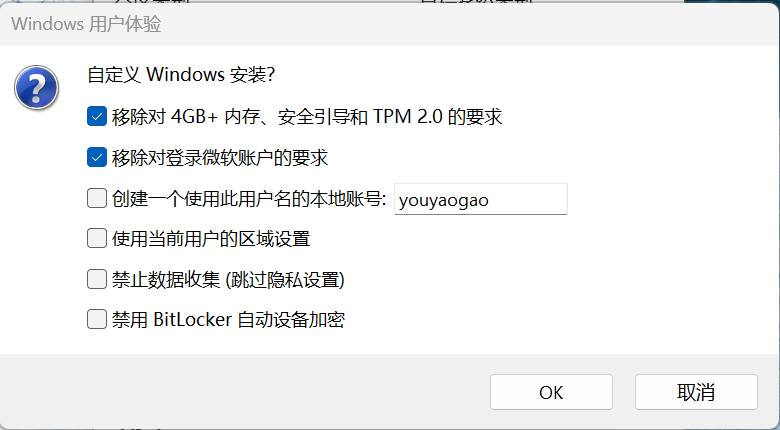 Windows 用户体验
自定义 Windows 安装?
移除对 4GB+ 内存、安全引导和 TPM 2.0 的要求
移除对登录微软账户的要求
创建一个使用此用户名的本地账号: youyaogao
使用当前用户的区域设置
禁止数据收集 (跳过隐私设置)
禁用 BitLocker 自动设备加密
OK 取消